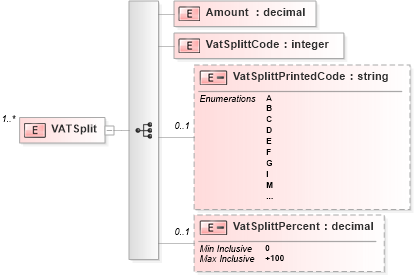 E Amount : decimal
E VatSplittCode : integer
E VatSplittPrintedCode : string
Enumerations A
B
C
D
E
F
G
I
M
...
1..* E VATSplit
0..1
0..1
E VatSplittPercent : decimal
Min Inclusive 0
Max Inclusive +100